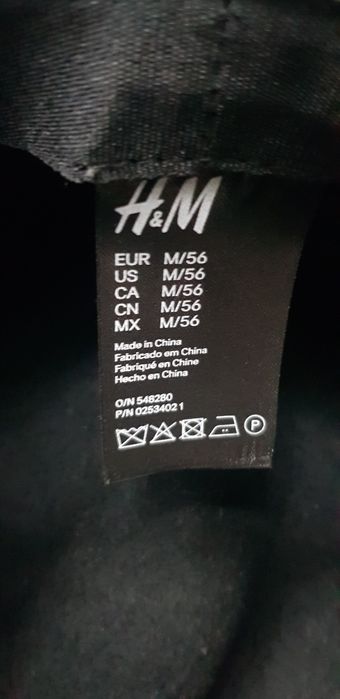 H&M
EUR M/56
US M/56
CA M/56
CN M/56
MX M/56
Made in China
Fabricado em China
Fabriqué en Chine
Hecho en China
O/N 548280
P/N 02534021
P